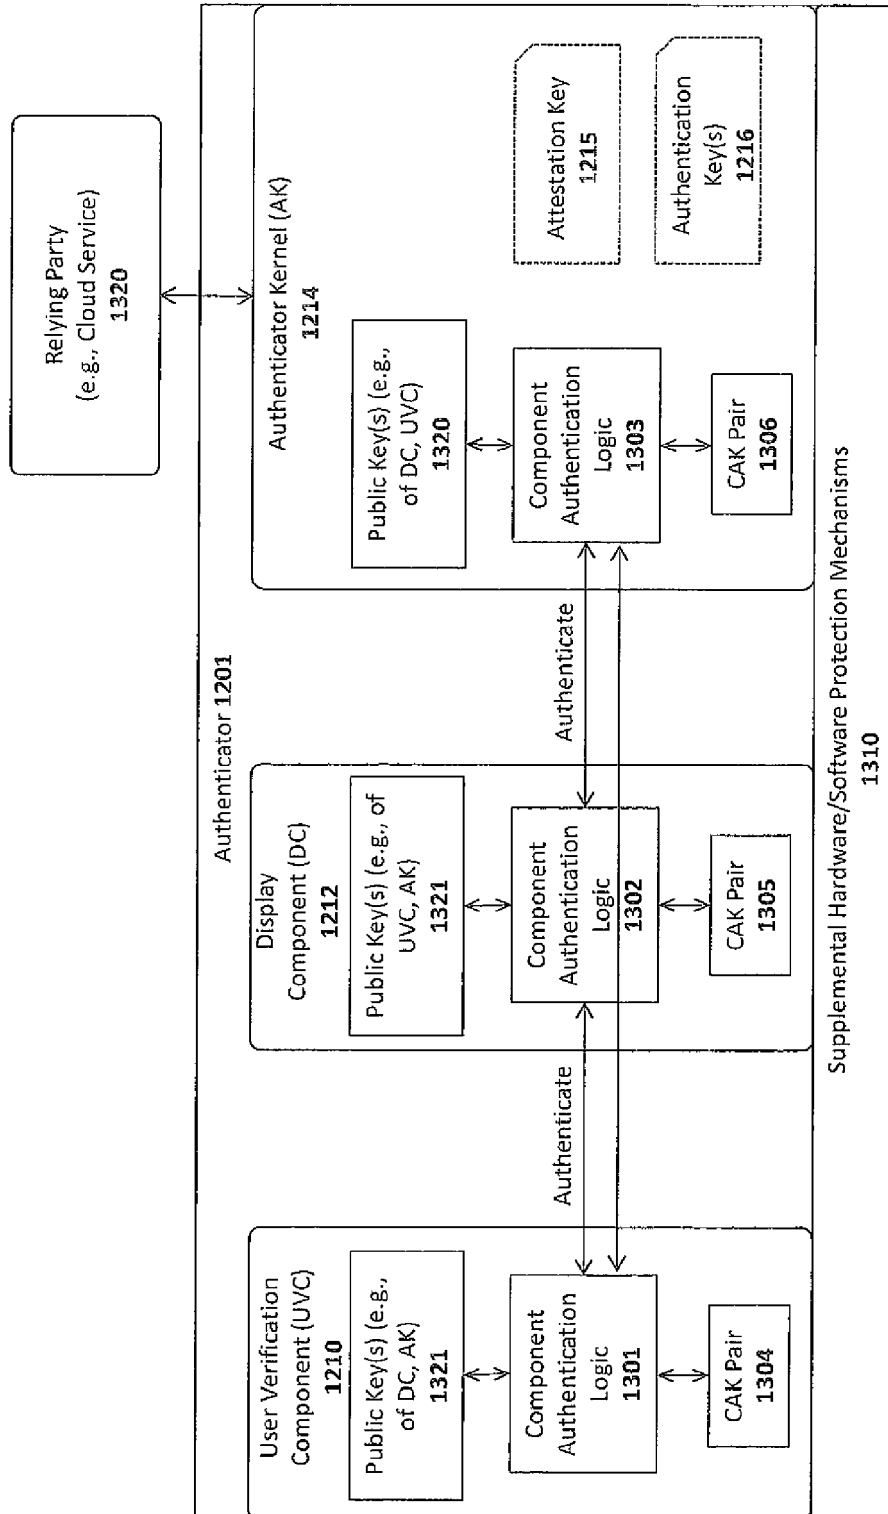 Relying Party
(e.g., Cloud Service)
1320
Authenticator 1201
User Verification
Component (UVC)
1210
Public Key(s) (e.g.,
of DC, AK)
1321
Component
Authentication
Logic
1301
CAK Pair
1304
Authenticate
Display
Component (DC)
1212
Public Key(s) (e.g., of
UVC, AK)
1321
Component
Authentication
Logic
1302
CAK Pair
1305
Authenticate
Authenticator Kernel (AK)
1214
Public Key(s) (e.g.,
of DC, UVC)
1320
Component
Authentication
Logic
1303
CAK Pair
1306
Attestation Key
1215
Authentication
Key(s)
1216
Supplemental Hardware/Software Protection Mechanisms
1310